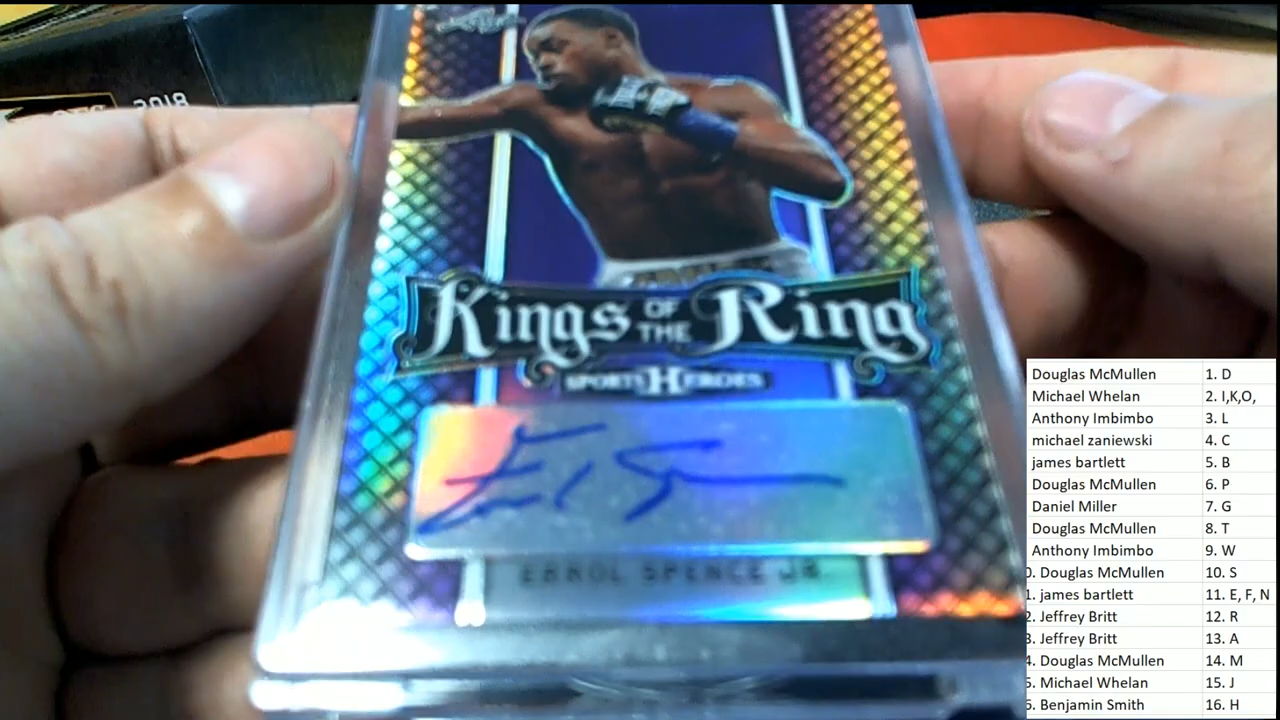 2018
Kings OF THE Ring
SPORTS HEROES
ERROL SPENCE JR.
Douglas McMullen 1. D
Michael Whelan 2. I,K,O,
Anthony Imbimbo 3. L
michael zaniewski 4. C
james bartlett 5. B
Douglas McMullen 6. P
Daniel Miller 7. G
Douglas McMullen 8. T
Anthony Imbimbo 9. W
0. Douglas McMullen 10. S
1. james bartlett 11. E, F, N
2. Jeffrey Britt 12. R
3. Jeffrey Britt 13. A
4. Douglas McMullen 14. M
5. Michael Whelan 15. J
6. Benjamin Smith 16. H